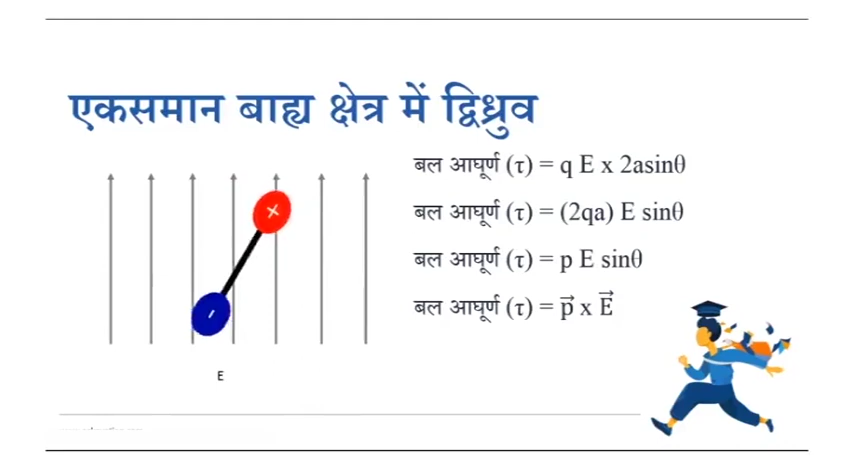 एकसमान बाह्य क्षेत्र में द्विध्रुव
बल आघूर्ण (τ) = q E x 2asinθ
बल आघूर्ण (τ) = (2qa) E sinθ
बल आघूर्ण (τ) = p E sinθ
बल आघूर्ण (τ) = p⃗ x E⃗
+
-
E